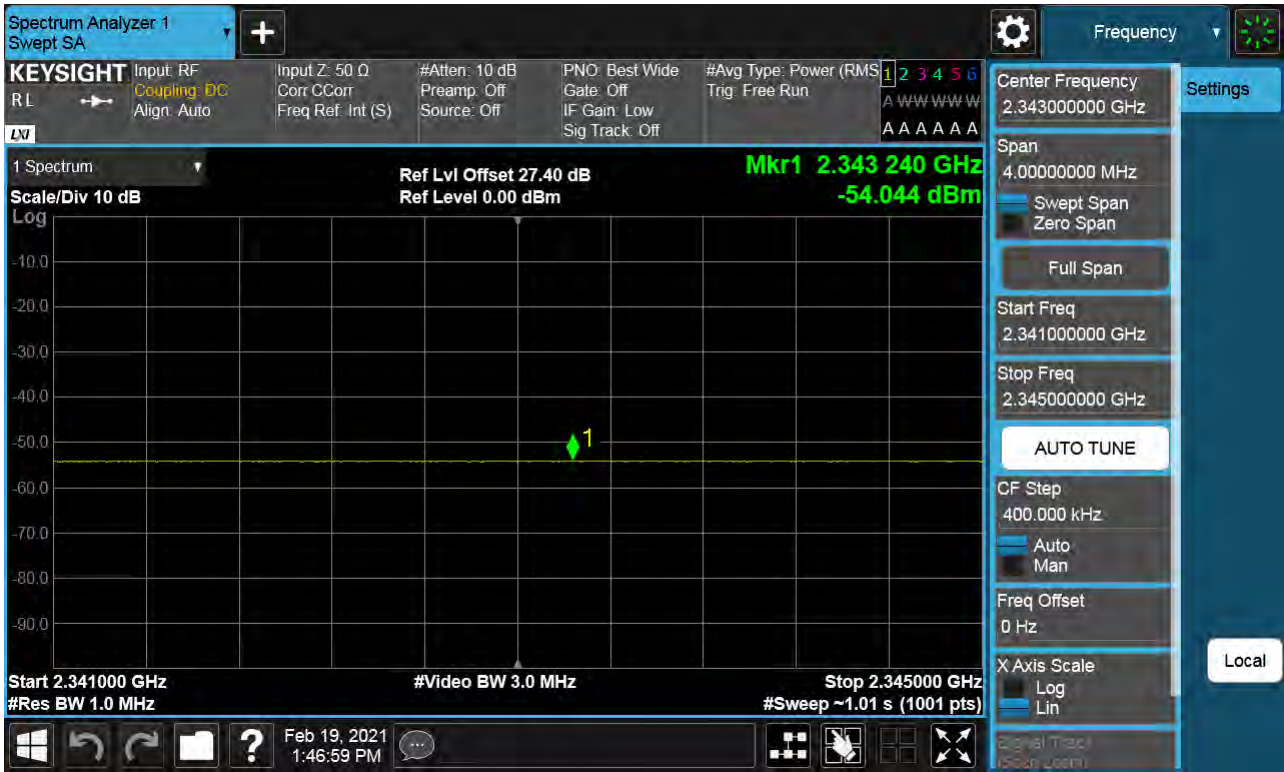 Spectrum Analyzer 1
Swept SA
+
Frequency
KEYSIGHT
R L
LXI
Input: RF
Coupling: DC
Align: Auto
Input Z: 50 Ω
Corr CCorr
Freq Ref: Int (S)
#Atten: 10 dB
Preamp: Off
Source: Off
PNO: Best Wide
Gate: Off
IF Gain: Low
Sig Track: Off
#Avg Type: Power (RMS
Trig: Free Run
1 2 3 4 5 6
A W W W W W
A A A A A A
1 Spectrum
Scale/Div 10 dB
Log
Ref Lvl Offset 27.40 dB
Ref Level 0.00 dBm
Mkr1 2.343 240 GHz
-54.044 dBm
-10.0
-20.0
-30.0
-40.0
-50.0
-60.0
-70.0
-80.0
-90.0
1
Start 2.341000 GHz
#Res BW 1.0 MHz
#Video BW 3.0 MHz
Stop 2.345000 GHz
#Sweep ~1.01 s (1001 pts)
Center Frequency
2.343000000 GHz
Span
4.00000000 MHz
Swept Span
Zero Span
Full Span
Start Freq
2.341000000 GHz
Stop Freq
2.345000000 GHz
AUTO TUNE
CF Step
400.000 kHz
Auto
Man
Freq Offset
0 Hz
X Axis Scale
Log
Lin
Signal Track
(Span Zoom)
Settings
Local
?
Feb 19, 2021
1:46:59 PM